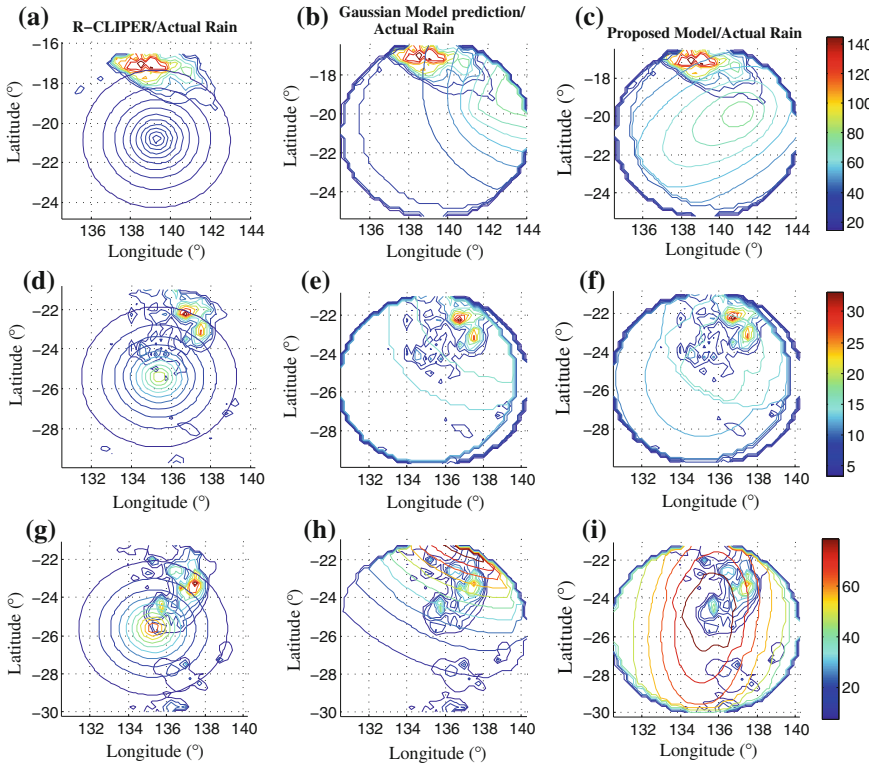 (a) (b) (c)
R-CLIPER/Actual Rain
Gaussian Model prediction/
Actual Rain
Proposed Model/Actual Rain
−16 −18 −20 −22 −24
Latitude (°)
136 138 140 142 144
Longitude (°)
−18 −20 −22 −24
Latitude (°)
136 138 140 142 144
Longitude (°)
−18 −20 −22 −24
Latitude (°)
136 138 140 142 144
Longitude (°)
140 120 100 80 60 40 20
(d) (e) (f)
−22 −24 −26 −28 −30
Latitude (°)
132 134 136 138 140
Longitude (°)
−22 −24 −26 −28
Latitude (°)
132 134 136 138 140
Longitude (°)
−22 −24 −26 −28
Latitude (°)
132 134 136 138 140
Longitude (°)
30 25 20 15 10 5
(g) (h) (i)
−22 −24 −26 −28 −30
Latitude (°)
132 134 136 138 140
Longitude (°)
−22 −24 −26 −28 −30
Latitude (°)
132 134 136 138 140
Longitude (°)
−22 −24 −26 −28 −30
Latitude (°)
132 134 136 138 140
Longitude (°)
60 40 20